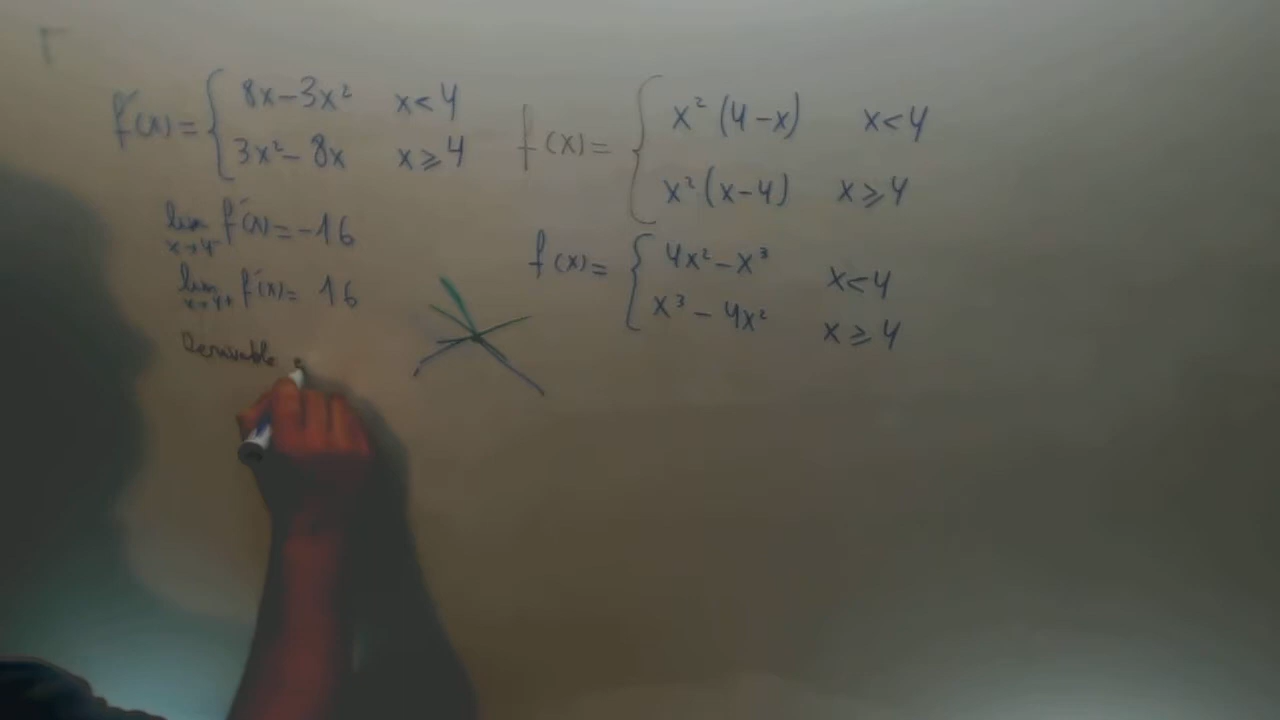 f'(x) = { 8x-3x² x<4
3x²-8x x≥4
lim x→4⁻ f'(x) = -16
lim x→4⁺ f'(x) = 16
Derivable e
f(x) = { x²(4-x) x<4
x²(x-4) x≥4
f(x) = { 4x²-x³ x<4
x³-4x² x≥4